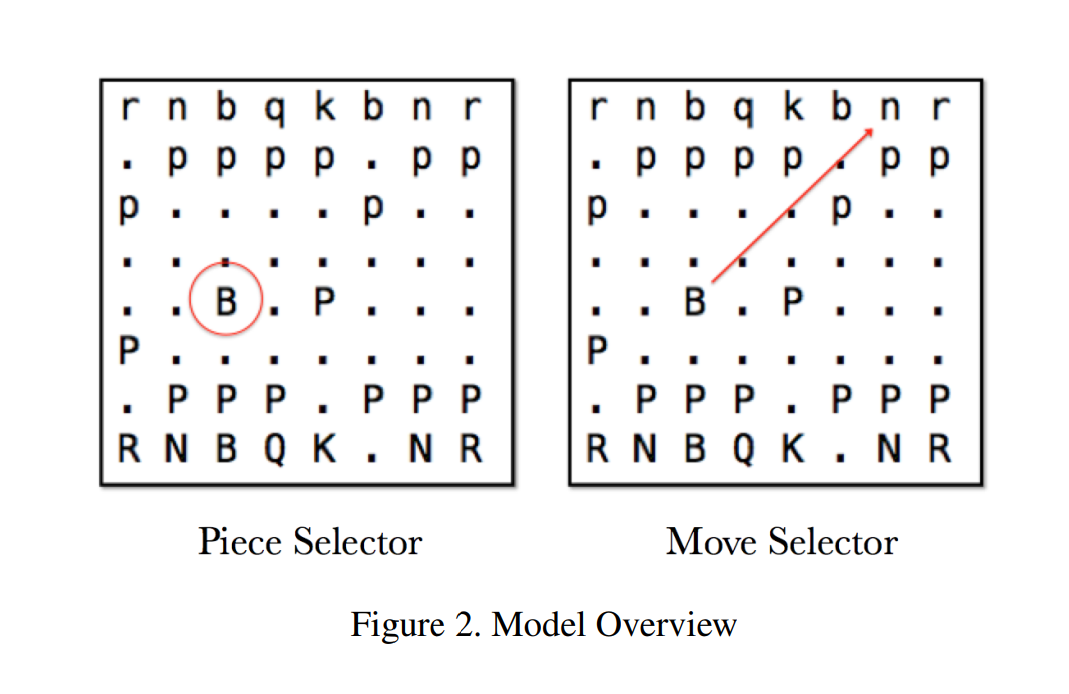 r n b q k b n r
. p p p p . p p
p . . . . p . .
. . . . . . . .
. . B . P . . .
P . . . . . . .
. P P P . P P P
R N B Q K . N R
Piece Selector
r n b q k b n r
. p p p p . p p
p . . . . p . .
. . . . . . . .
. . B . P . . .
P . . . . . . .
. P P P . P P P
R N B Q K . N R
Move Selector
Figure 2. Model Overview